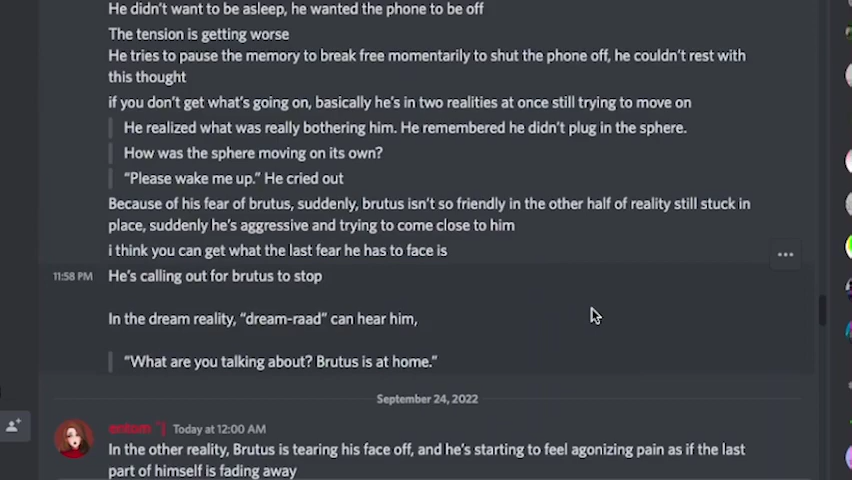 He didn't want to be asleep, he wanted the phone to be off
The tension is getting worse
He tries to pause the memory to break free momentarily to shut the phone off, he couldn't rest with
this thought
if you don't get what's going on, basically he's in two realities at once still trying to move on
He realized what was really bothering him. He remembered he didn't plug in the sphere.
How was the sphere moving on its own?
"Please wake me up." He cried out
Because of his fear of brutus, suddenly, brutus isn't so friendly in the other half of reality still stuck in
place, suddenly he's aggressive and trying to come close to him
i think you can get what the last fear he has to face is
11:58 PM He's calling out for brutus to stop
In the dream reality, "dream-raad" can hear him,
"What are you talking about? Brutus is at home."
September 24, 2022
Today at 12:00 AM
In the other reality, Brutus is tearing his face off, and he's starting to feel agonizing pain as if the last
part of himself is fading away